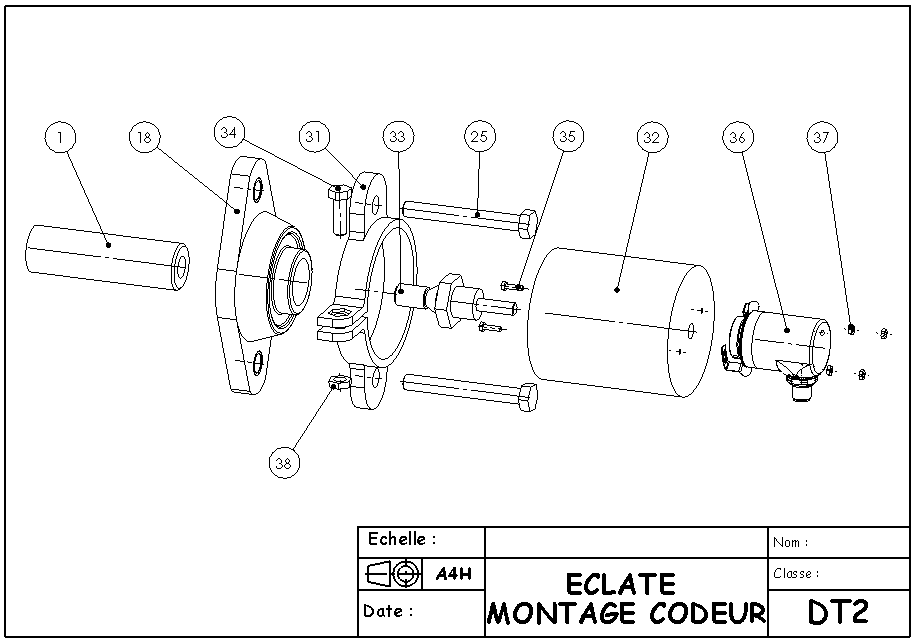 1 18 34 31 33 25 35 32 36 37
38
Echelle :
Nom :
A4H
Classe :
ECLATE
MONTAGE CODEUR
Date :
DT2